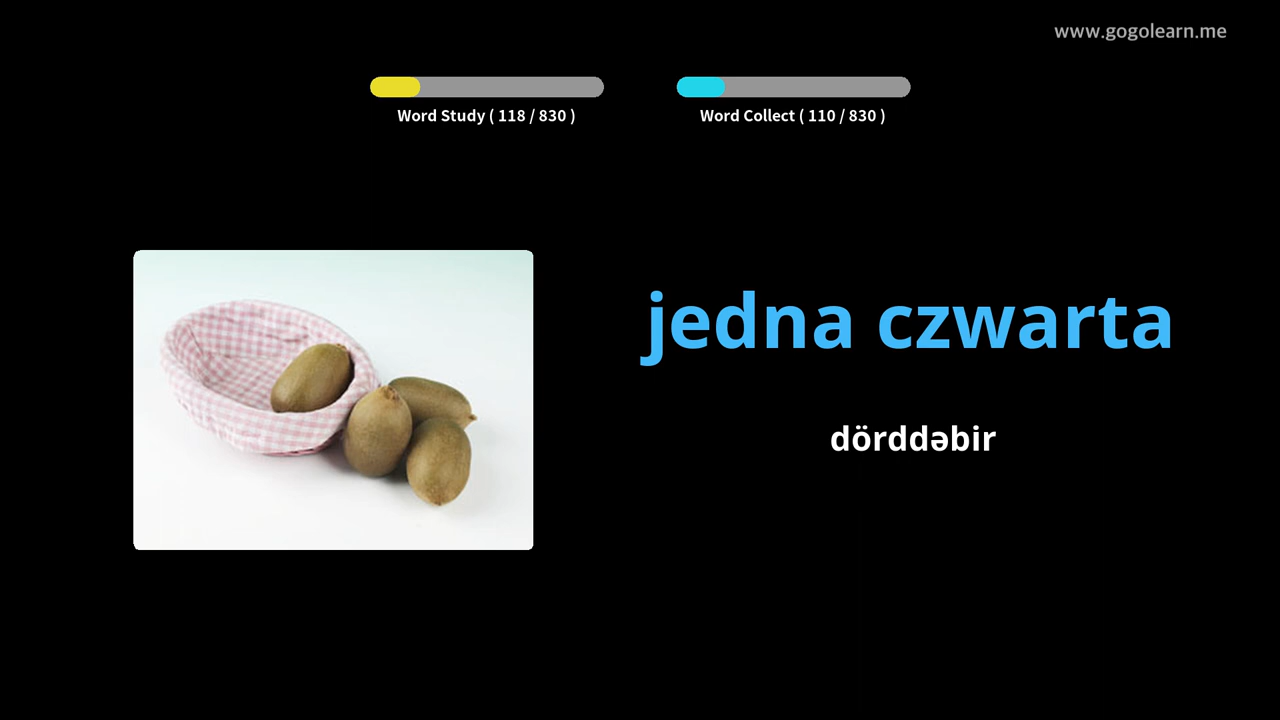 www.gogolearn.me
Word Study ( 118 / 830 )
Word Collect ( 110 / 830 )
jedna czwarta
dörddəbir